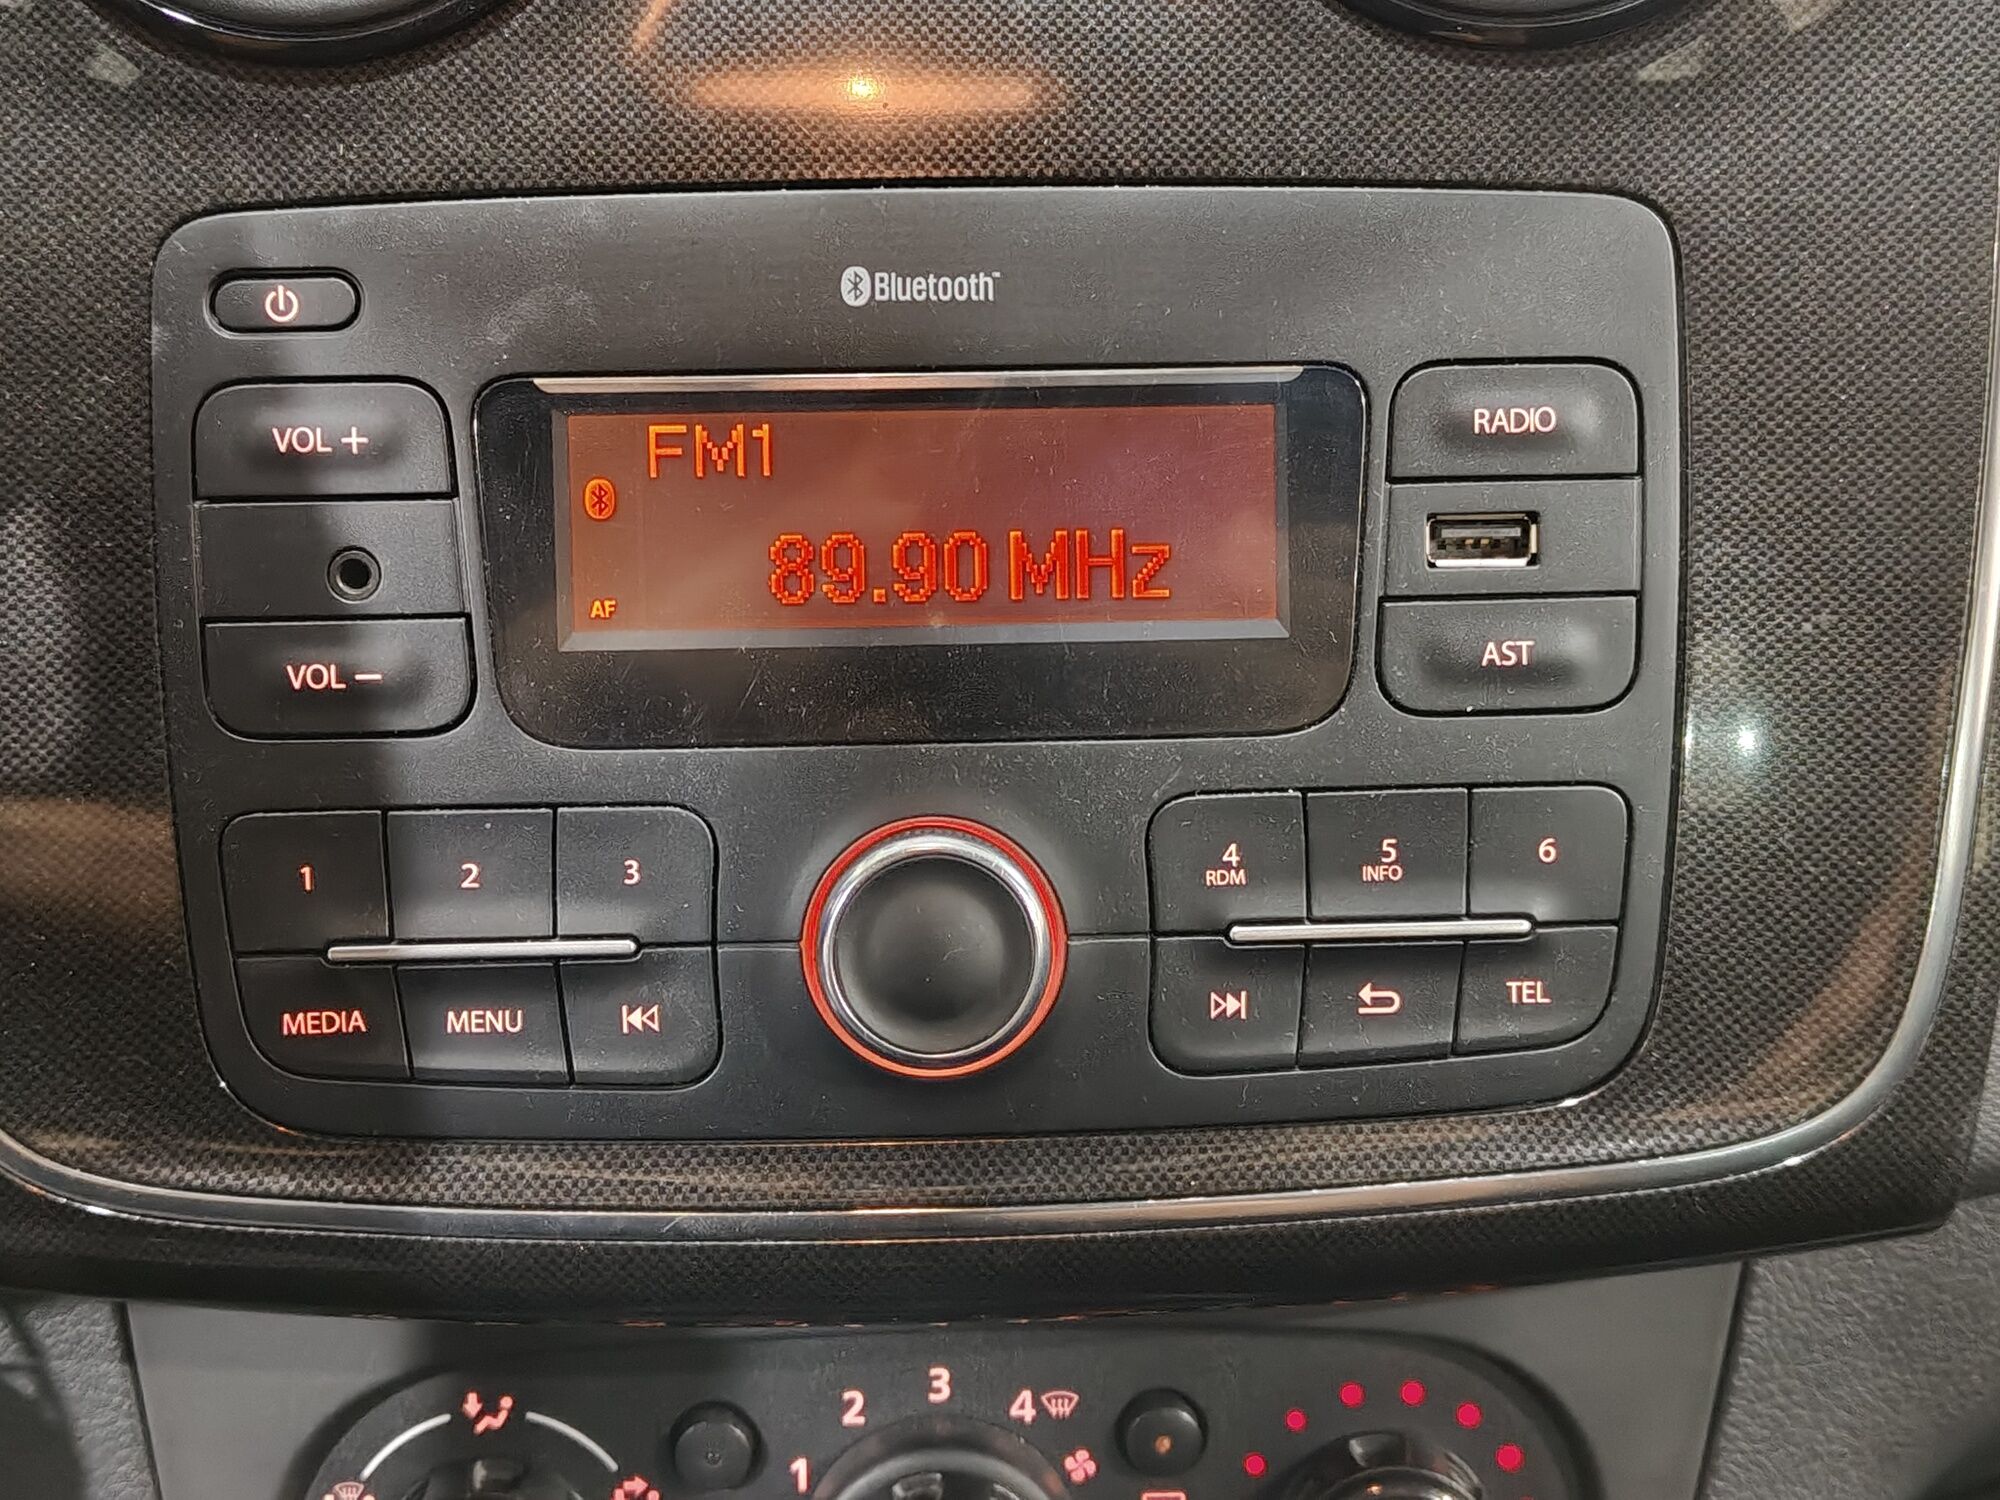 Bluetooth™
VOL +
FM1
RADIO
89.90 MHz
AF
VOL −
AST
1
2
3
4
RDM
5
INFO
6
MEDIA
MENU
TEL
1
2
3
4